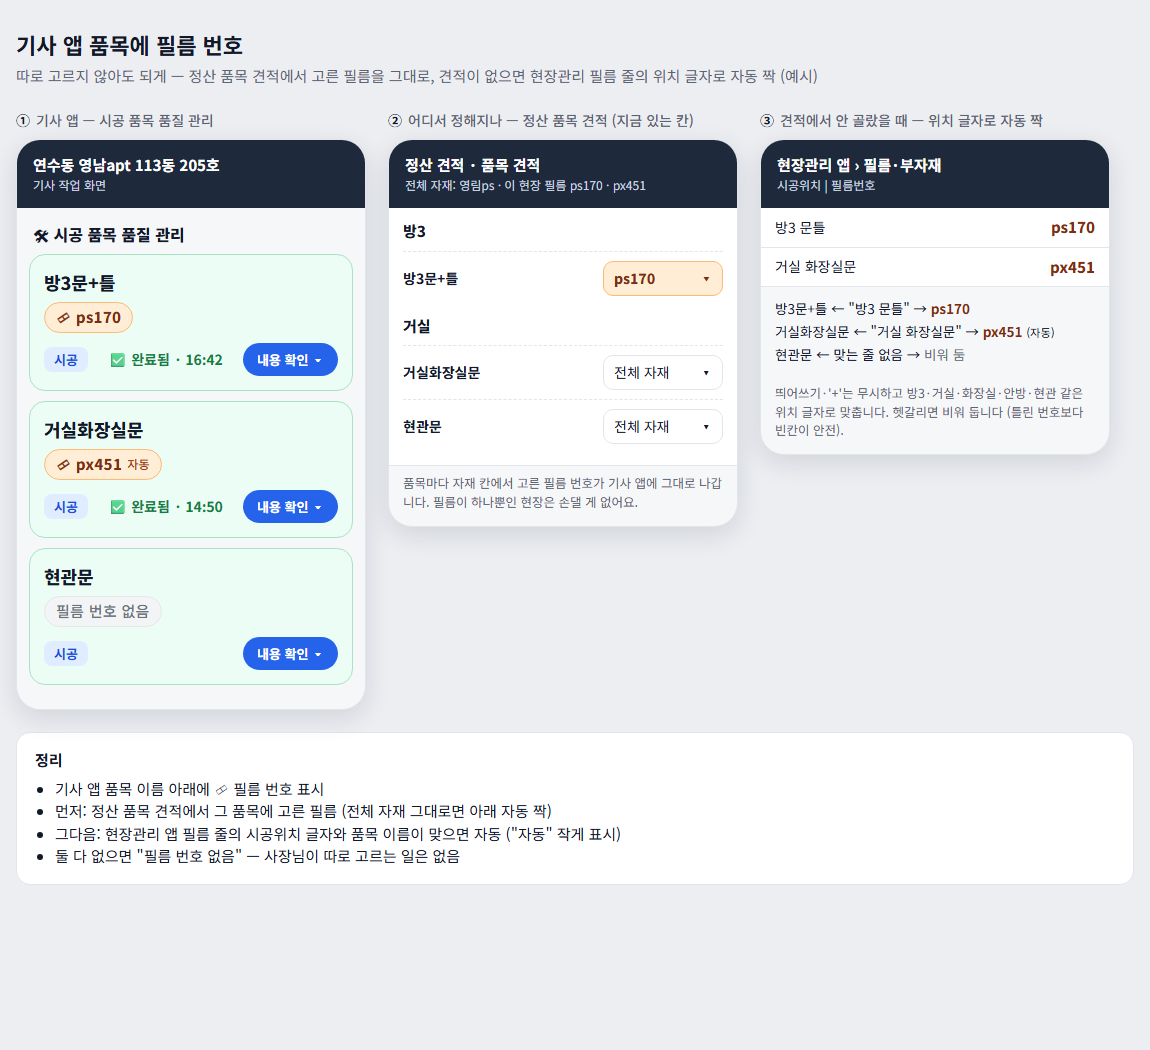 기사 앱 품목에 필름 번호
따로 고르지 않아도 되게 — 정산 품목 견적에서 고른 필름을 그대로, 견적이 없으면 현장관리 필름 줄의 위치 글자로 자동 짝 (예시)
① 기사 앱 — 시공 품목 품질 관리
연수동 영남apt 113동 205호
기사 작업 화면
🛠 시공 품목 품질 관리
방3문+틀
ps170
시공 ✅ 완료됨 · 16:42 내용 확인
거실화장실문
px451 자동
시공 ✅ 완료됨 · 14:50 내용 확인
현관문
필름 번호 없음
시공 내용 확인
② 어디서 정해지나 — 정산 품목 견적 (지금 있는 칸)
정산 견적 · 품목 견적
전체 자재: 영림ps · 이 현장 필름 ps170 · px451
방3
방3문+틀 ps170 ▾
거실
거실화장실문 전체 자재 ▾
현관문 전체 자재 ▾
품목마다 자재 칸에서 고른 필름 번호가 기사 앱에 그대로 나갑
니다. 필름이 하나뿐인 현장은 손댈 게 없어요.
③ 견적에서 안 골랐을 때 — 위치 글자로 자동 짝
현장관리 앱 › 필름·부자재
시공위치 | 필름번호
방3 문틀 ps170
거실 화장실문 px451
방3문+틀 ← "방3 문틀" → ps170
거실화장실문 ← "거실 화장실문" → px451 (자동)
현관문 ← 맞는 줄 없음 → 비워 둠
띄어쓰기·'+'는 무시하고 방3·거실·화장실·안방·현관 같은
위치 글자로 맞춥니다. 헷갈리면 비워 둡니다 (틀린 번호보다
빈칸이 안전).
정리
• 기사 앱 품목 이름 아래에 필름 번호 표시
• 먼저: 정산 품목 견적에서 그 품목에 고른 필름 (전체 자재 그대로면 아래 자동 짝)
• 그다음: 현장관리 앱 필름 줄의 시공위치 글자와 품목 이름이 맞으면 자동 ("자동" 작게 표시)
• 둘 다 없으면 "필름 번호 없음" — 사장님이 따로 고르는 일은 없음